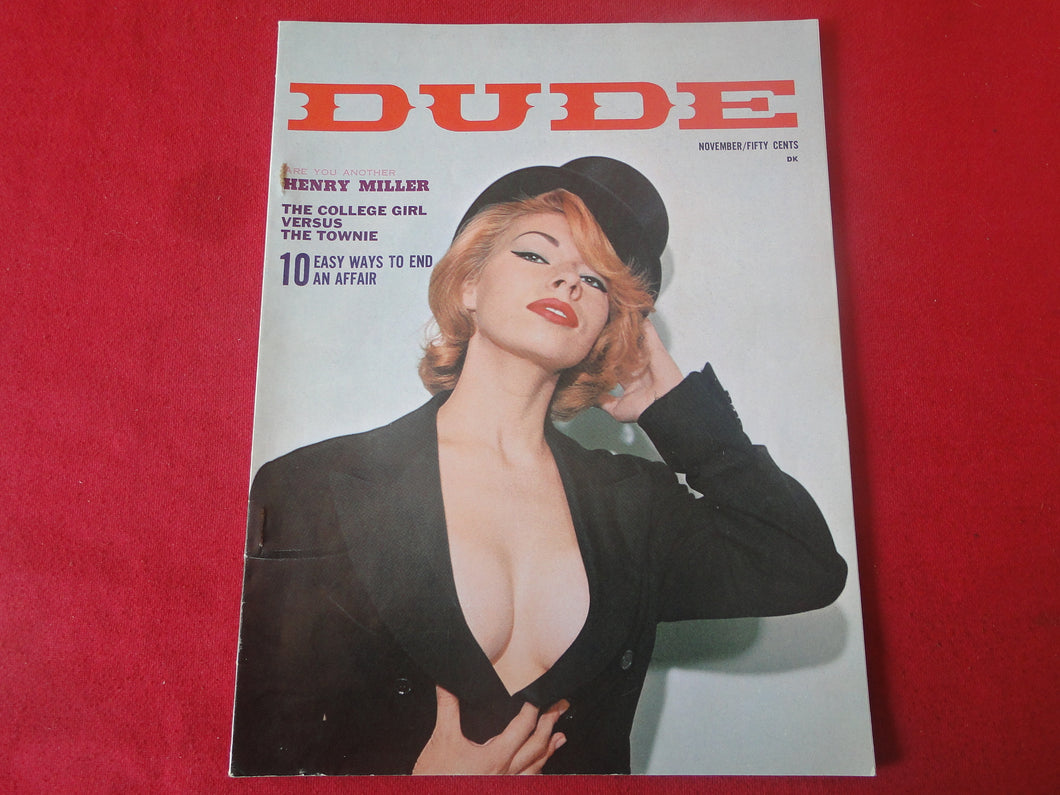 DUDE
NOVEMBER/FIFTY CENTS
DK
ARE YOU ANOTHER
HENRY MILLER
THE COLLEGE GIRL
VERSUS
THE TOWNIE
10 EASY WAYS TO END
AN AFFAIR